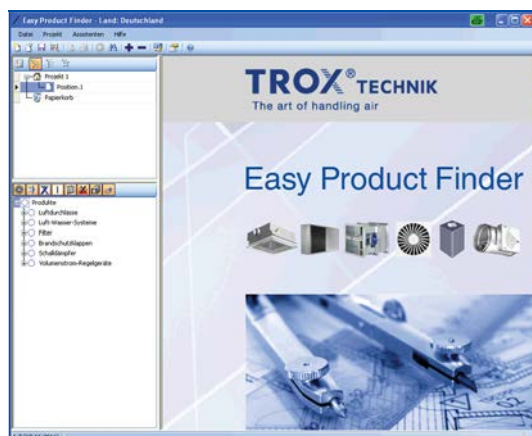 Easy Product Finder - Land: Deutschland
Datei Projekt Assistenten Hilfe
Projekt 1
Position.1
Papierkorb
Produkte
Luftdurchlässe
Luft-Wasser-Systeme
Filter
Brandschutzklappen
Schalldämpfer
Volumenstrom-Regelgeräte
TROX® TECHNIK
The art of handling air
Easy Product Finder